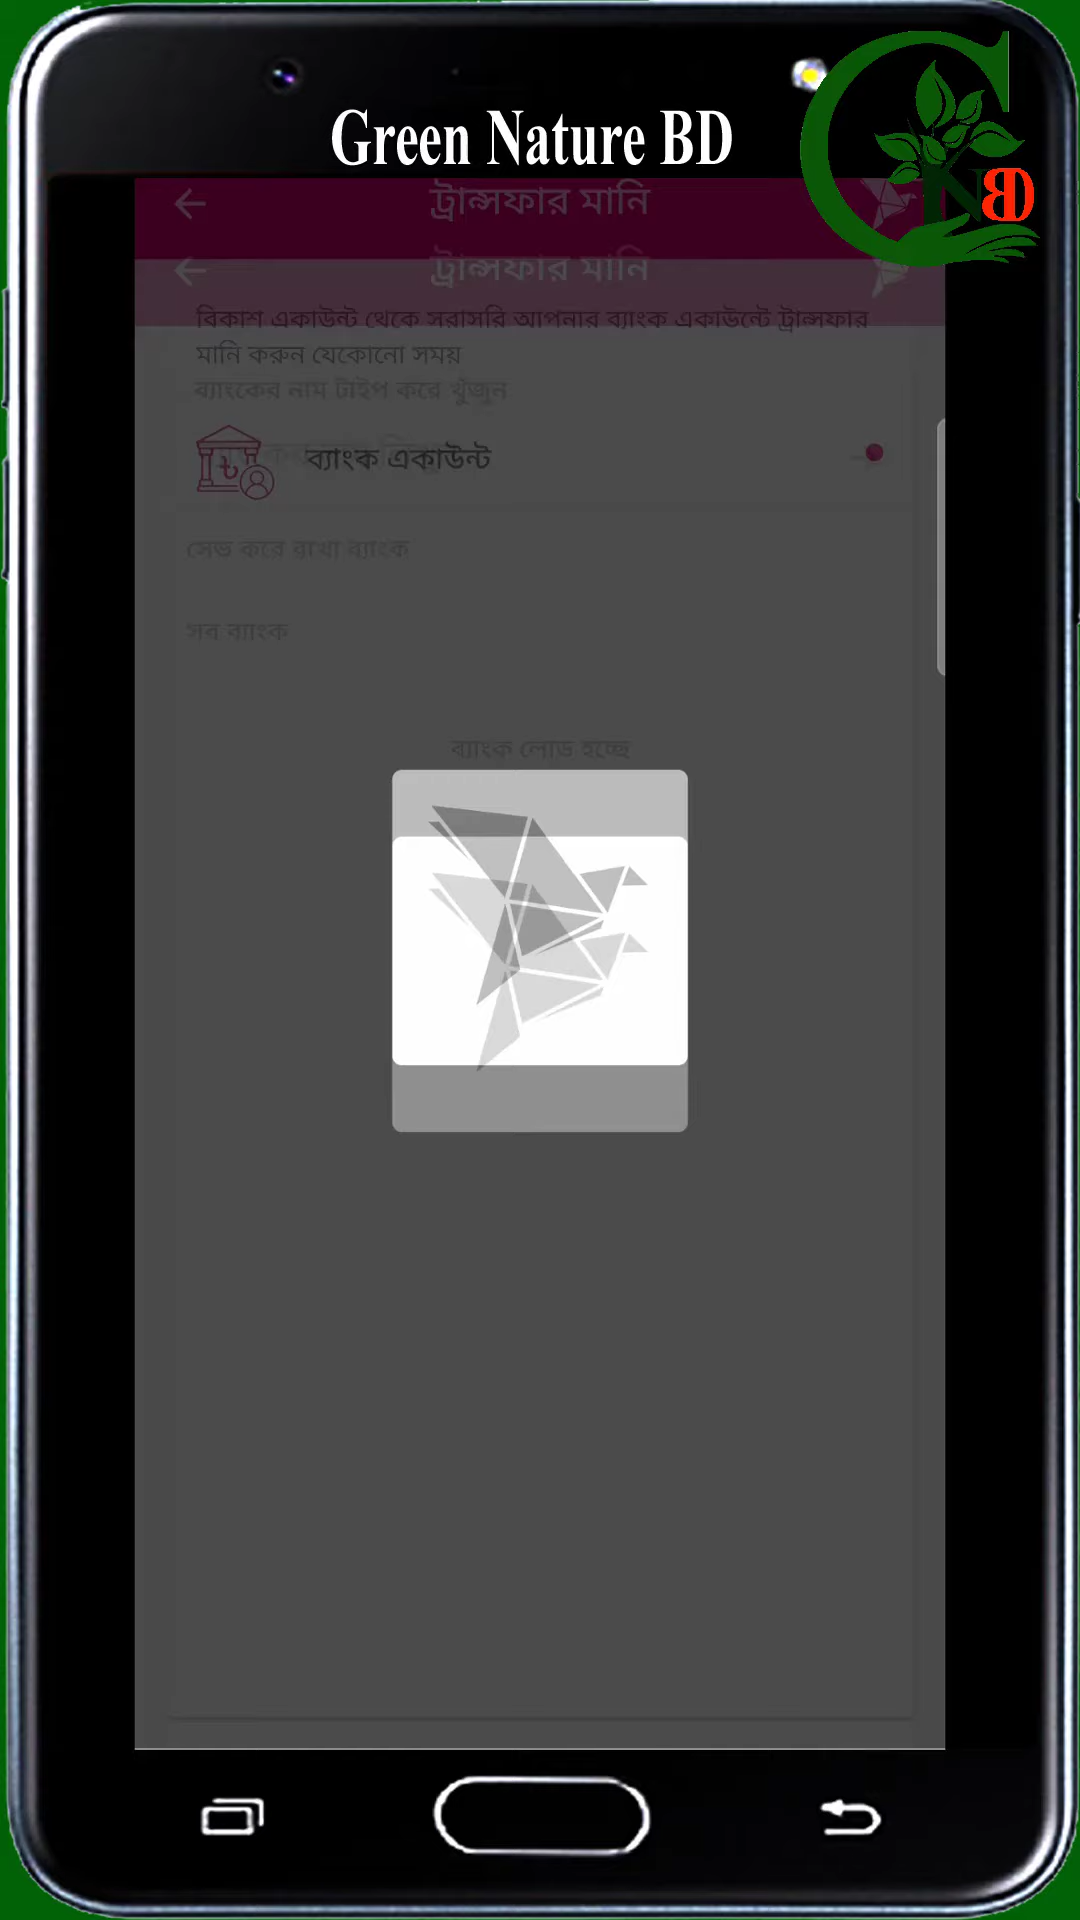 Green Nature BD
NBD
ট্রান্সফার মানি
ট্রান্সফার মানি
বিকাশ একাউন্ট থেকে সরাসরি আপনার ব্যাংক একাউন্টে ট্রান্সফার
মানি করুন যেকোনো সময়
ব্যাংকের নাম টাইপ করে খুঁজুন
ব্যাংক একাউন্ট
সেভ করে রাখা ব্যাংক
সব ব্যাংক
ব্যাংক লোড হচ্ছে